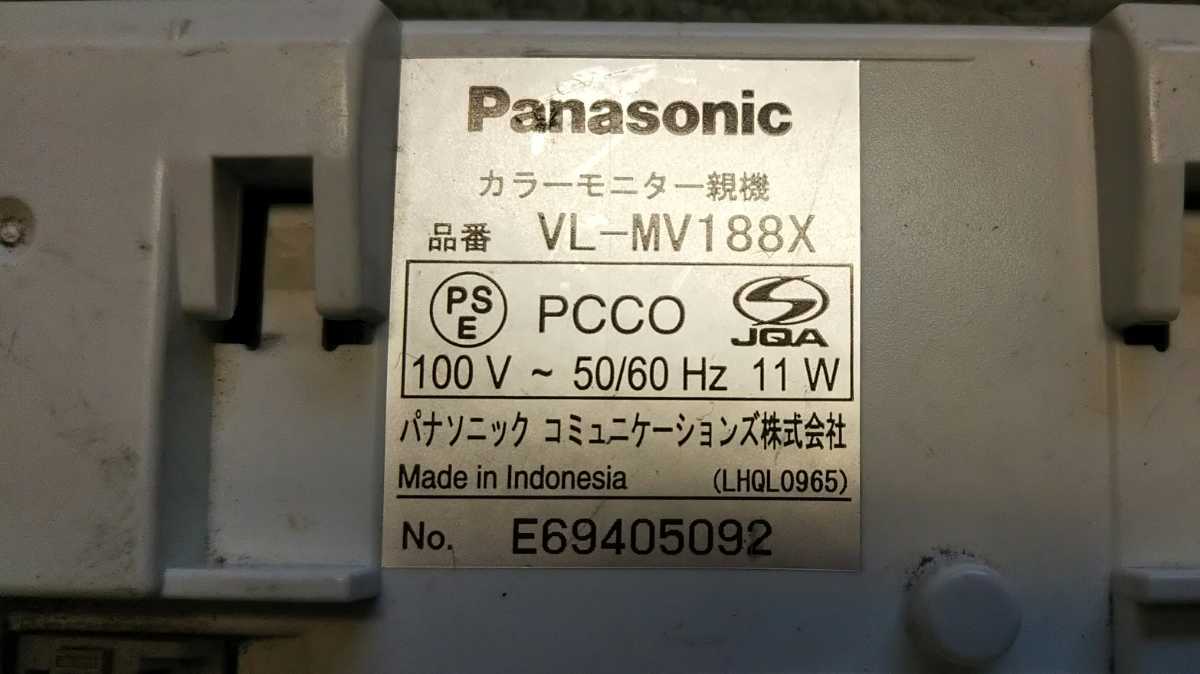 Panasonic
カラーモニター親機
品番 VL-MV188X
PSE PCCO JQA
100 V ~ 50/60 Hz 11 W
パナソニック コミュニケーションズ株式会社
Made in Indonesia (LHQL0965)
No. E69405092